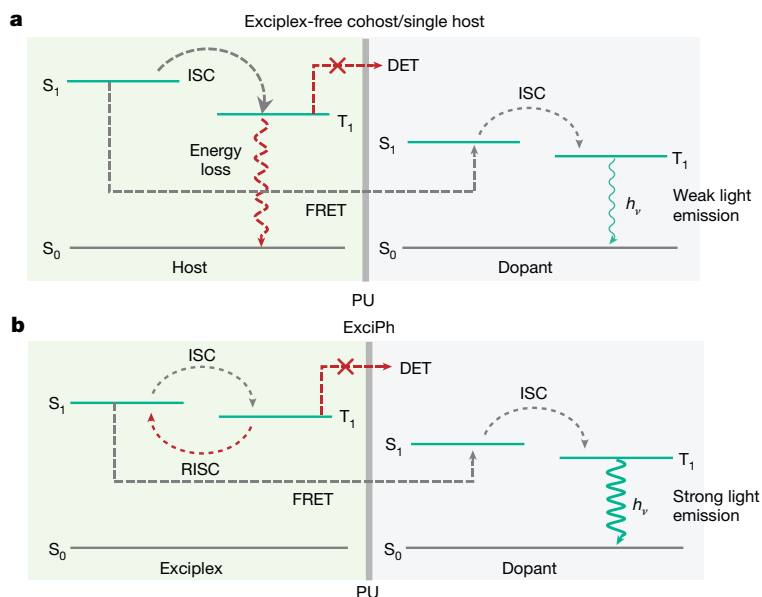 a
Exciplex-free cohost/single host
S1
ISC
T1
DET
Energy
loss
FRET
S0
Host
S1
ISC
T1
hν
Weak light
emission
S0
Dopant
PU
b
ExciPh
S1
ISC
T1
DET
RISC
FRET
S0
Exciplex
S1
ISC
T1
hν
Strong light
emission
S0
Dopant
PU